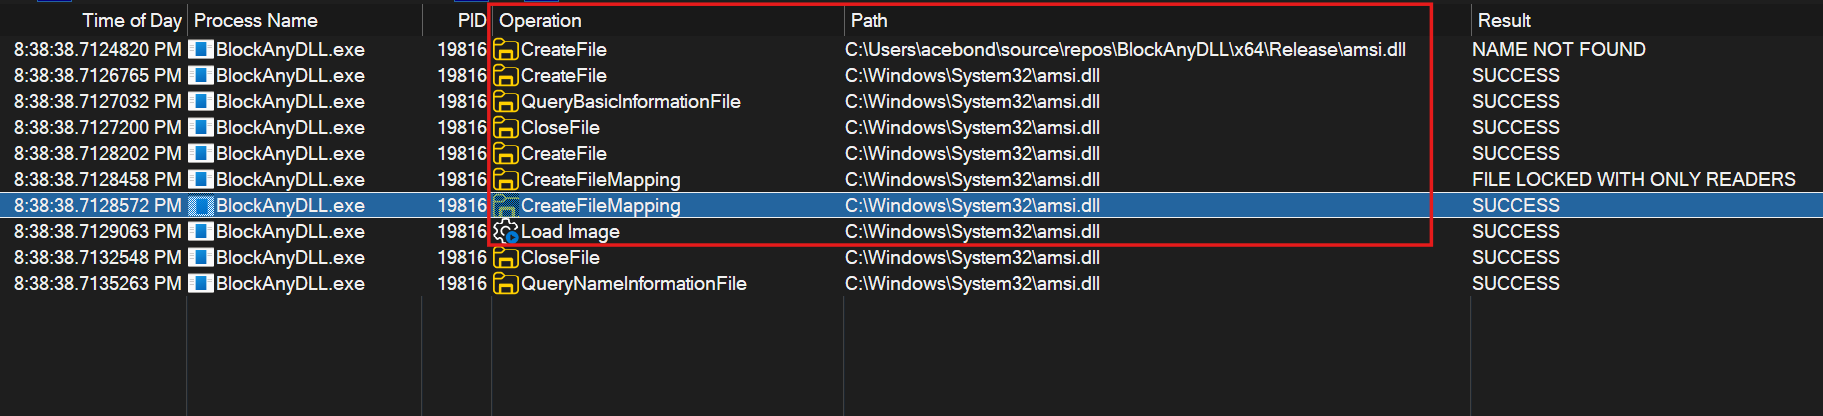 Time of Day Process Name PID Operation Path Result
8:38:38.7124820 PM BlockAnyDLL.exe 19816 CreateFile C:\Users\acebond\source\repos\BlockAnyDLL\x64\Release\amsi.dll NAME NOT FOUND
8:38:38.7126765 PM BlockAnyDLL.exe 19816 CreateFile C:\Windows\System32\amsi.dll SUCCESS
8:38:38.7127032 PM BlockAnyDLL.exe 19816 QueryBasicInformationFile C:\Windows\System32\amsi.dll SUCCESS
8:38:38.7127200 PM BlockAnyDLL.exe 19816 CloseFile C:\Windows\System32\amsi.dll SUCCESS
8:38:38.7128202 PM BlockAnyDLL.exe 19816 CreateFile C:\Windows\System32\amsi.dll SUCCESS
8:38:38.7128458 PM BlockAnyDLL.exe 19816 CreateFileMapping C:\Windows\System32\amsi.dll FILE LOCKED WITH ONLY READERS
8:38:38.7128572 PM BlockAnyDLL.exe 19816 CreateFileMapping C:\Windows\System32\amsi.dll SUCCESS
8:38:38.7129063 PM BlockAnyDLL.exe 19816 Load Image C:\Windows\System32\amsi.dll SUCCESS
8:38:38.7132548 PM BlockAnyDLL.exe 19816 CloseFile C:\Windows\System32\amsi.dll SUCCESS
8:38:38.7135263 PM BlockAnyDLL.exe 19816 QueryNameInformationFile C:\Windows\System32\amsi.dll SUCCESS